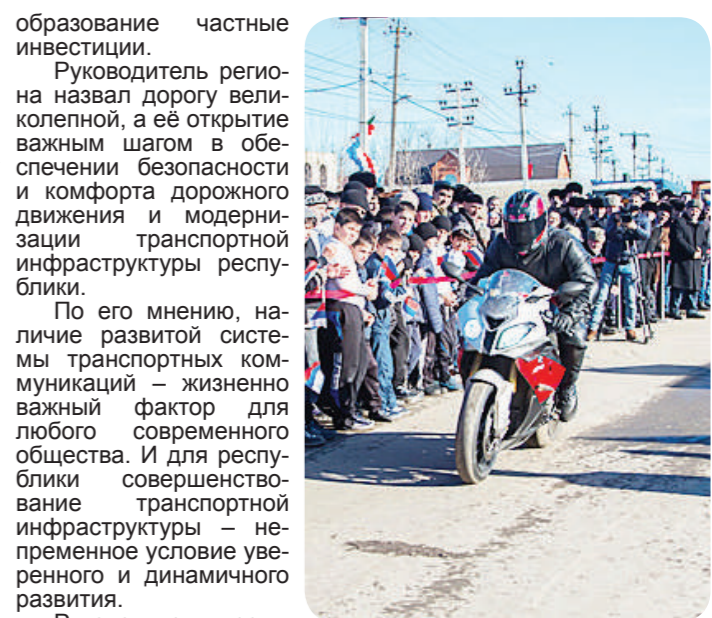 образование частные
инвестиции.
Руководитель регио-
на назвал дорогу вели-
колепной, а её открытие
важным шагом в обе-
спечении безопасности
и комфорта дорожного
движения и модерни-
зации транспортной
инфраструктуры респу-
блики.
По его мнению, на-
личие развитой систе-
мы транспортных ком-
муникаций – жизненно
важный фактор для
любого современного
общества. И для респу-
блики совершенство-
вание транспортной
инфраструктуры – не-
пременное условие уве-
ренного и динамичного
развития.